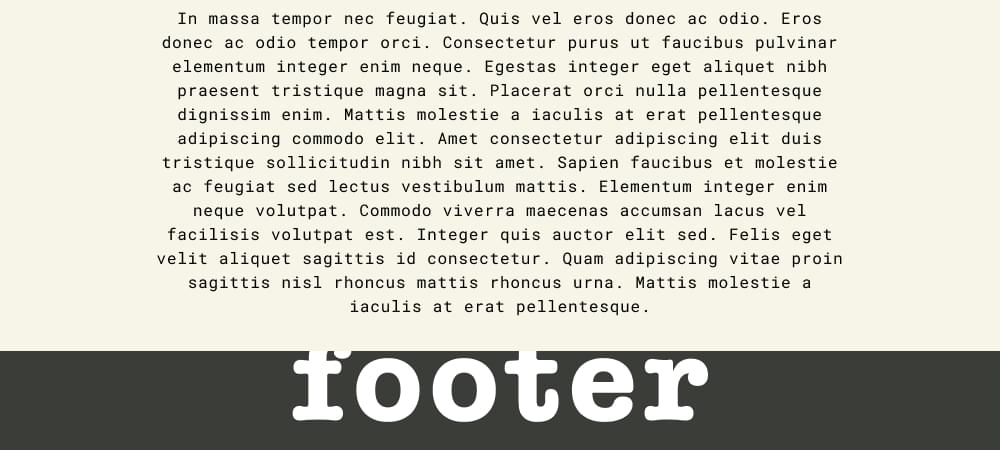 In massa tempor nec feugiat. Quis vel eros donec ac odio. Eros
donec ac odio tempor orci. Consectetur purus ut faucibus pulvinar
elementum integer enim neque. Egestas integer eget aliquet nibh
praesent tristique magna sit. Placerat orci nulla pellentesque
dignissim enim. Mattis molestie a iaculis at erat pellentesque
adipiscing commodo elit. Amet consectetur adipiscing elit duis
tristique sollicitudin nibh sit amet. Sapien faucibus et molestie
ac feugiat sed lectus vestibulum mattis. Elementum integer enim
neque volutpat. Commodo viverra maecenas accumsan lacus vel
facilisis volutpat est. Integer quis auctor elit sed. Felis eget
velit aliquet sagittis id consectetur. Quam adipiscing vitae proin
sagittis nisl rhoncus mattis rhoncus urna. Mattis molestie a
iaculis at erat pellentesque.
footer